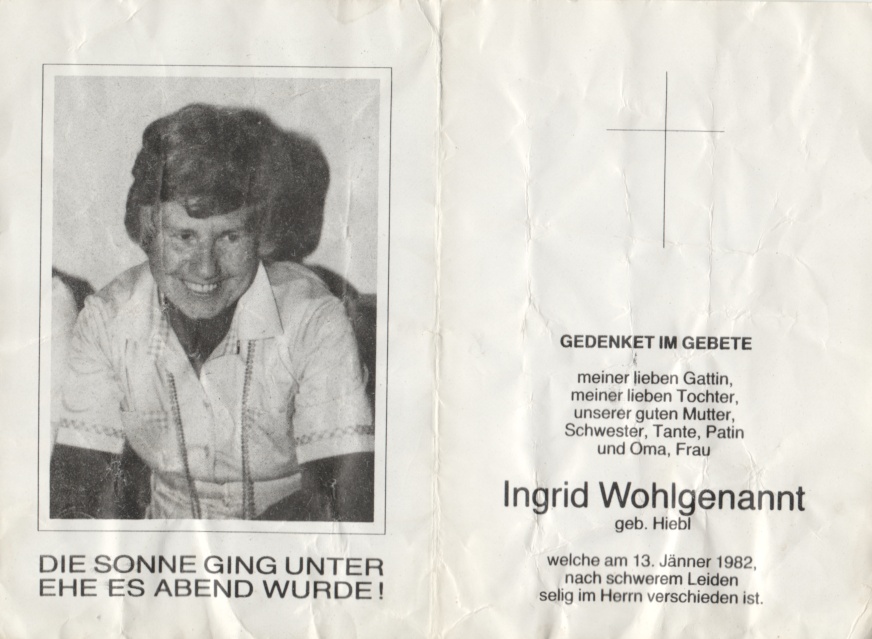 DIE SONNE GING UNTER
EHE ES ABEND WURDE!
GEDENKET IM GEBETE
meiner lieben Gattin,
meiner lieben Tochter,
unserer guten Mutter,
Schwester, Tante, Patin
und Oma, Frau
Ingrid Wohlgenannt
geb. Hiebl
welche am 13. Jänner 1982,
nach schwerem Leiden
selig im Herrn verschieden ist.